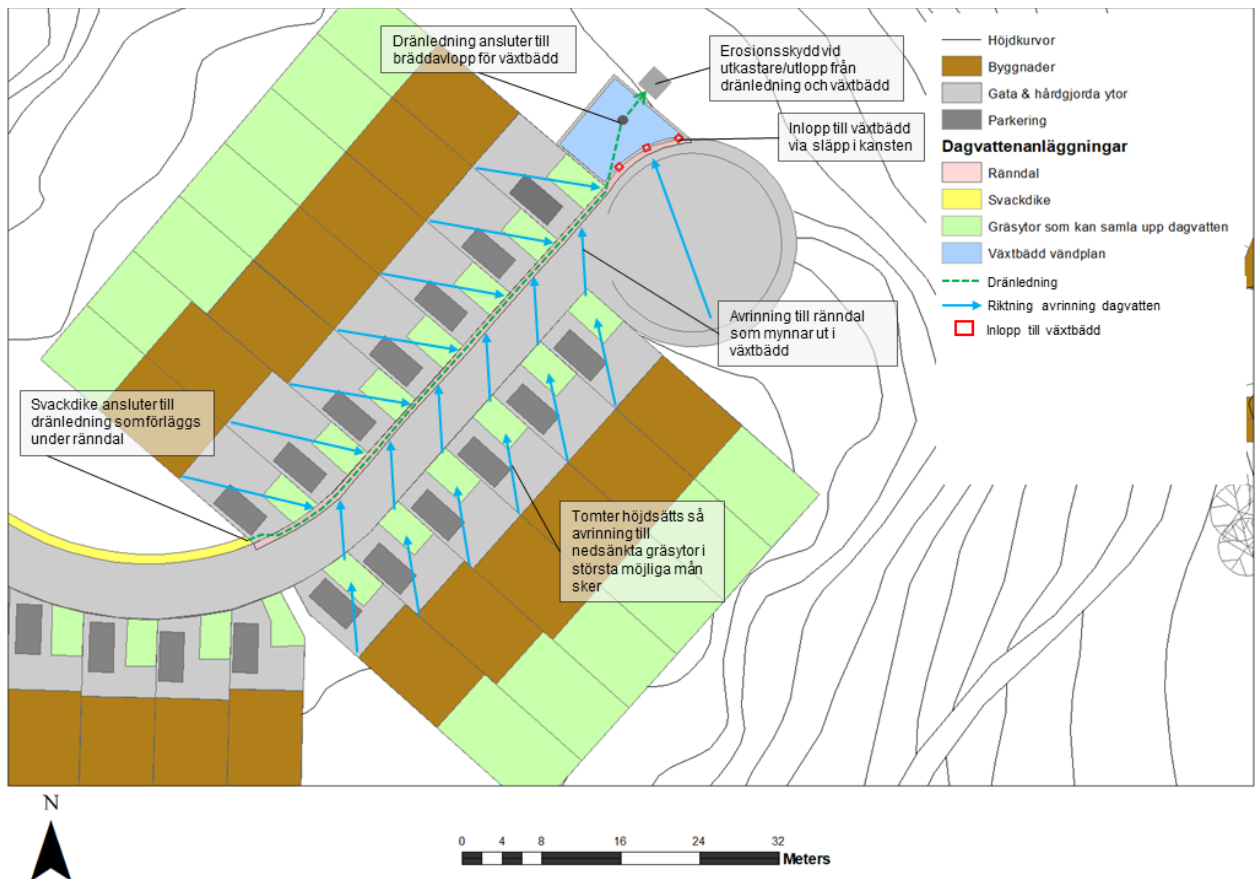 Dränledning ansluter till
bräddavlopp för växtbädd
Erosionsskydd vid
utkastare/utlopp från
dränledning och växtbädd
Inlopp till växtbädd
via släpp i kansten
Höjdkurvor
Byggnader
Gata & hårdgjorda ytor
Parkering
Dagvattenanläggningar
Ränndal
Svackdike
Gräsytor som kan samla upp dagvatten
Växtbädd vändplan
Dränledning
Riktning avrinning dagvatten
Inlopp till växtbädd
Avrinning till ränndal
som mynnar ut i
växtbädd
Svackdike ansluter till
dränledning som förläggs
under ränndal
Tomter höjdsätts så
avrinning till
nedsänkta gräsytor i
största möjliga mån
sker
N
0 4 8 16 24 32
Meters